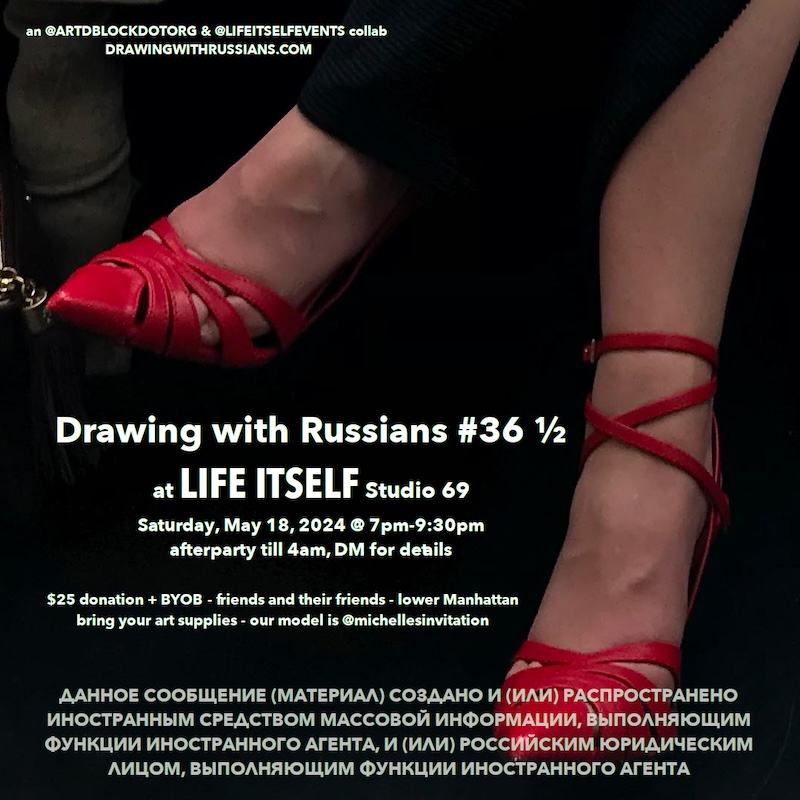 an @ARTDBLOCKDOTORG & @LIFEITSELFEVENTS collab
DRAWINGWITHRUSSIANS.COM
Drawing with Russians #36 ½
at LIFE ITSELF Studio 69
Saturday, May 18, 2024 @ 7pm-9:30pm
afterparty till 4am, DM for details
$25 donation + BYOB - friends and their friends - lower Manhattan
bring your art supplies - our model is @michellesinvitation
ДАННОЕ СООБЩЕНИЕ (МАТЕРИАЛ) СОЗДАНО И (ИЛИ) РАСПРОСТРАНЕНО
ИНОСТРАННЫМ СРЕДСТВОМ МАССОВОЙ ИНФОРМАЦИИ, ВЫПОЛНЯЮЩИМ
ФУНКЦИИ ИНОСТРАННОГО АГЕНТА, И (ИЛИ) РОССИЙСКИМ ЮРИДИЧЕСКИМ
ЛИЦОМ, ВЫПОЛНЯЮЩИМ ФУНКЦИИ ИНОСТРАННОГО АГЕНТА